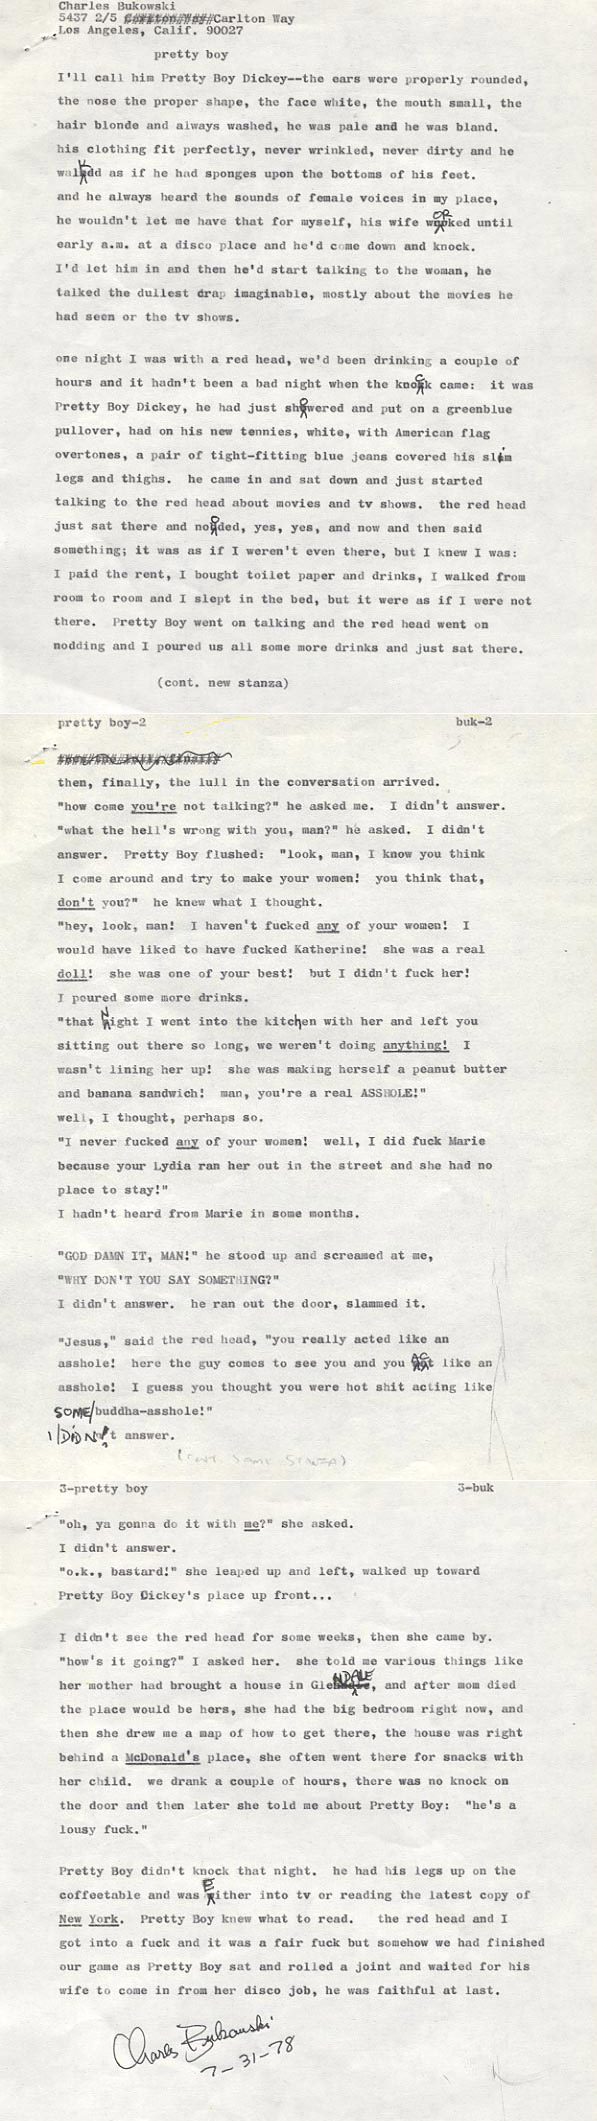 Charles Bukowski
5437 2/5 Carlton Way
Los Angeles, Calif. 90027
pretty boy
I'll call him Pretty Boy Dickey--the ears were properly rounded,
the nose the proper shape, the face white, the mouth small, the
hair blonde and always washed, he was pale and he was bland.
his clothing fit perfectly, never wrinkled, never dirty and he
walKdd as if he had sponges upon the bottoms of his feet.
and he always heard the sounds of female voices in my place,
he wouldn't let me have that for myself, his wife wORked until
early a.m. at a disco place and he'd come down and knock.
I'd let him in and then he'd start talking to the woman, he
talked the dullest drap imaginable, mostly about the movies he
had seen or the tv shows.
one night I was with a red head, we'd been drinking a couple of
hours and it hadn't been a bad night when the knoCk came: it was
Pretty Boy Dickey, he had just shOwered and put on a greenblue
pullover, had on his new tennies, white, with American flag
overtones, a pair of tight-fitting blue jeans covered his slim
legs and thighs. he came in and sat down and just started
talking to the red head about movies and tv shows. the red head
just sat there and nodded, yes, yes, and now and then said
something; it was as if I weren't even there, but I knew I was:
I paid the rent, I bought toilet paper and drinks, I walked from
room to room and I slept in the bed, but it were as if I were not
there. Pretty Boy went on talking and the red head went on
nodding and I poured us all some more drinks and just sat there.
(cont. new stanza)
pretty boy-2 buk-2
then, finally, the lull in the conversation arrived.
"how come you're not talking?" he asked me. I didn't answer.
"what the hell's wrong with you, man?" he asked. I didn't
answer. Pretty Boy flushed: "look, man, I know you think
I come around and try to make your women! you think that,
don't you?" he knew what I thought.
"hey, look, man! I haven't fucked any of your women! I
would have liked to have fucked Katherine! she was a real
doll! she was one of your best! but I didn't fuck her!
I poured some more drinks.
"that Night I went into the kitchen with her and left you
sitting out there so long, we weren't doing anything! I
wasn't lining her up! she was making herself a peanut butter
and banana sandwich! man, you're a real ASSHOLE!"
well, I thought, perhaps so.
"I never fucked any of your women! well, I did fuck Marie
because your Lydia ran her out in the street and she had no
place to stay!"
I hadn't heard from Marie in some months.
"GOD DAMN IT, MAN!" he stood up and screamed at me,
"WHY DON'T YOU SAY SOMETHING?"
I didn't answer. he ran out the door, slammed it.
"Jesus," said the red head, "you really acted like an
asshole! here the guy comes to see you and you ACt like an
asshole! I guess you thought you were hot shit acting like
SOME/buddha-asshole!"
I/DIDN't answer.
(CONT. SAME STANZA)
3-pretty boy 3-buk
"oh, ya gonna do it with me?" she asked.
I didn't answer.
"o.k., bastard!" she leaped up and left, walked up toward
Pretty Boy Dickey's place up front...
I didn't see the red head for some weeks, then she came by.
"how's it going?" I asked her. she told me various things like
her mother had brought a house in GleNDALE, and after mom died
the place would be hers, she had the big bedroom right now, and
then she drew me a map of how to get there, the house was right
behind a McDonald's place, she often went there for snacks with
her child. we drank a couple of hours, there was no knock on
the door and then later she told me about Pretty Boy: "he's a
lousy fuck."
Pretty Boy didn't knock that night. he had his legs up on the
coffeetable and was Either into tv or reading the latest copy of
New York. Pretty Boy knew what to read. the red head and I
got into a fuck and it was a fair fuck but somehow we had finished
our game as Pretty Boy sat and rolled a joint and waited for his
wife to come in from her disco job, he was faithful at last.
Charles Bukowski
7-31-78